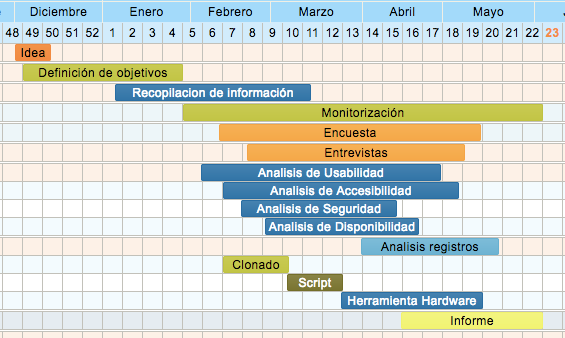 Diciembre Enero Febrero Marzo Abril Mayo
48 49 50 51 52 1 2 3 4 5 6 7 8 9 10 11 12 13 14 15 16 17 18 19 20 21 22 23
Idea
Definición de objetivos
Recopilacion de información
Monitorización
Encuesta
Entrevistas
Analisis de Usabilidad
Analisis de Accesibilidad
Analisis de Seguridad
Analisis de Disponibilidad
Analisis registros
Clonado
Script
Herramienta Hardware
Informe